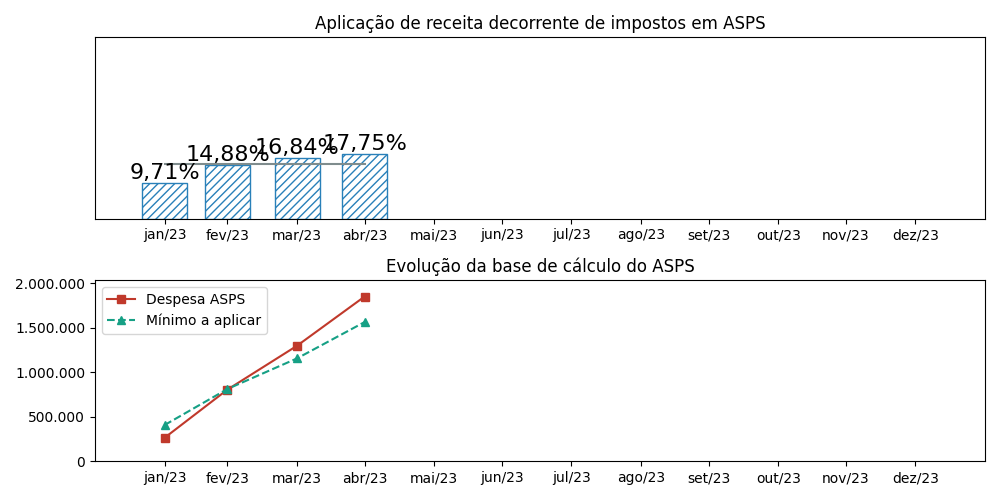 Aplicação de receita decorrente de impostos em ASPS
9,71%
14,88%
16,84%
17,75%
jan/23 fev/23 mar/23 abr/23 mai/23 jun/23 jul/23 ago/23 set/23 out/23 nov/23 dez/23
Evolução da base de cálculo do ASPS
2.000.000
1.500.000
1.000.000
500.000
0
Despesa ASPS
Mínimo a aplicar
jan/23 fev/23 mar/23 abr/23 mai/23 jun/23 jul/23 ago/23 set/23 out/23 nov/23 dez/23